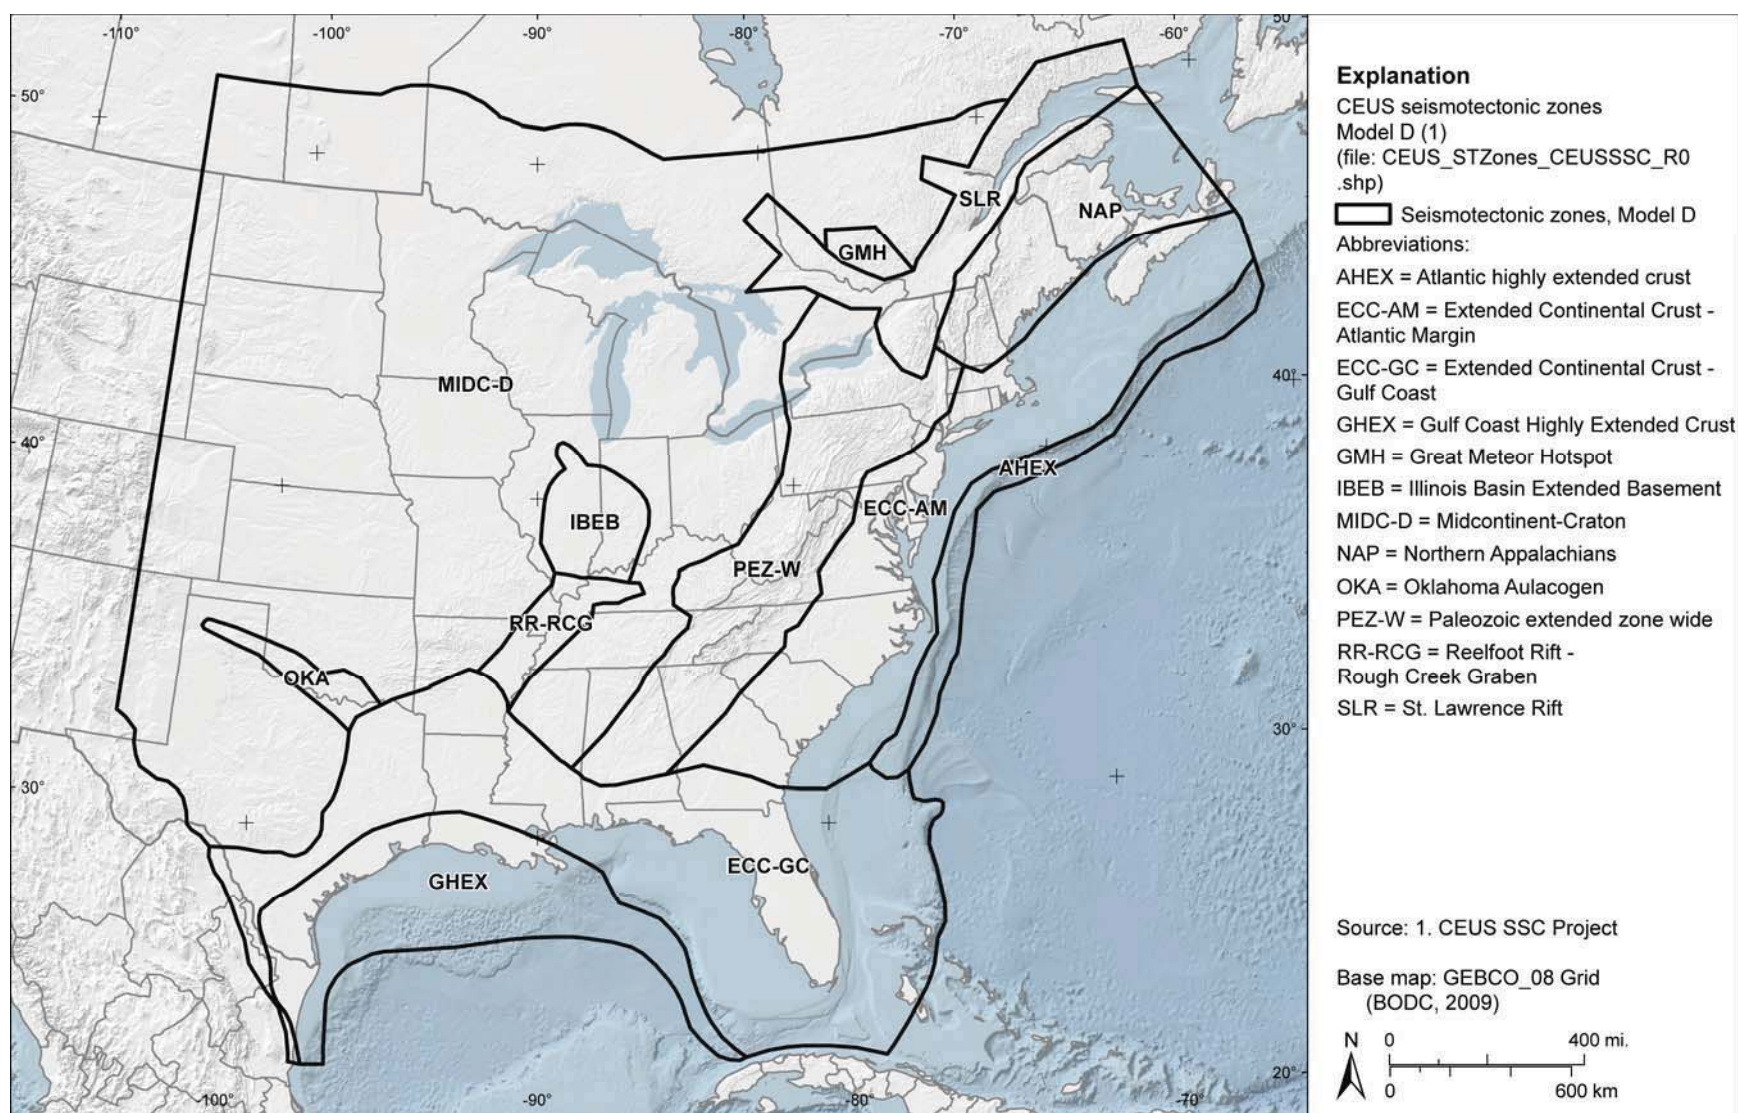 -110°
-100°
-90°
-80°
-70°
-60°
50°
50°
SLR
NAP
GMH
MIDC-D
40°
40°
AHEX
ECC-AM
IBEB
PEZ-W
RR-RCG
OKA
30°
30°
ECC-GC
GHEX
20°
-100°
-90°
-80°
-70°
Explanation
CEUS seismotectonic zones
Model D (1)
(file: CEUS_STZones_CEUSSSC_R0
.shp)
Seismotectonic zones, Model D
Abbreviations:
AHEX = Atlantic highly extended crust
ECC-AM = Extended Continental Crust -
Atlantic Margin
ECC-GC = Extended Continental Crust -
Gulf Coast
GHEX = Gulf Coast Highly Extended Crust
GMH = Great Meteor Hotspot
IBEB = Illinois Basin Extended Basement
MIDC-D = Midcontinent-Craton
NAP = Northern Appalachians
OKA = Oklahoma Aulacogen
PEZ-W = Paleozoic extended zone wide
RR-RCG = Reelfoot Rift -
Rough Creek Graben
SLR = St. Lawrence Rift
Source: 1. CEUS SSC Project
Base map: GEBCO_08 Grid
(BODC, 2009)
N
0 400 mi.
0 600 km